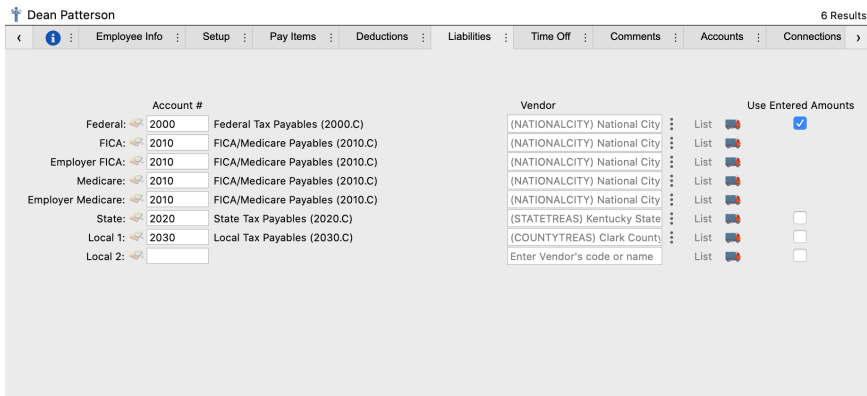 Dean Patterson 6 Results
Employee Info Setup Pay Items Deductions Liabilities Time Off Comments Accounts Connections
Account # Vendor Use Entered Amounts
Federal: 2000 Federal Tax Payables (2000.C) (NATIONALCITY) National City List
FICA: 2010 FICA/Medicare Payables (2010.C) (NATIONALCITY) National City List
Employer FICA: 2010 FICA/Medicare Payables (2010.C) (NATIONALCITY) National City List
Medicare: 2010 FICA/Medicare Payables (2010.C) (NATIONALCITY) National City List
Employer Medicare: 2010 FICA/Medicare Payables (2010.C) (NATIONALCITY) National City List
State: 2020 State Tax Payables (2020.C) (STATETREAS) Kentucky State List
Local 1: 2030 Local Tax Payables (2030.C) (COUNTYTREAS) Clark County List
Local 2: Enter Vendor's code or name List